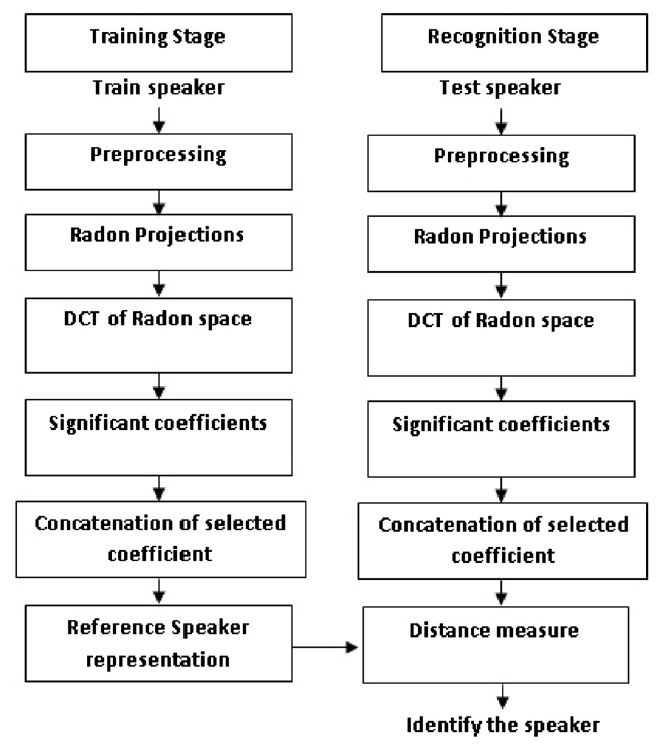 Training Stage
Train speaker
Preprocessing
Radon Projections
DCT of Radon space
Significant coefficients
Concatenation of selected
coefficient
Reference Speaker
representation
Recognition Stage
Test speaker
Preprocessing
Radon Projections
DCT of Radon space
Significant coefficients
Concatenation of selected
coefficient
Distance measure
Identify the speaker